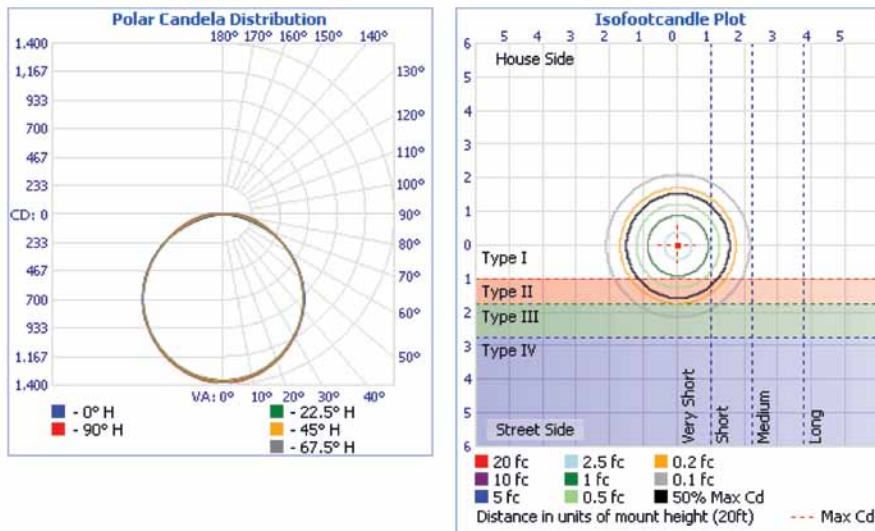 Polar Candela Distribution
180° 170° 160° 150° 140°
1,400
1,167
933
700
467
233
CD: 0
233
467
700
933
1.167
1.400
130°
120°
110°
100°
90°
80°
70°
60°
50°
VA: 0° 10° 20° 30° 40°
- 0° H
- 90° H
- 22.5° H
- 45° H
- 67.5° H
Isofootcandle Plot
5 4 3 2 1 0 1 2 3 4 5
6
5
4
3
2
1
0
1
2
3
4
5
6
House Side
Type I
Type II
Type III
Type IV
Street Side
Very Short
Short
Medium
Long
20 fc
10 fc
5 fc
2.5 fc
1 fc
0.5 fc
0.2 fc
0.1 fc
50% Max Cd
Distance in units of mount height (20ft)
--- Max Cd